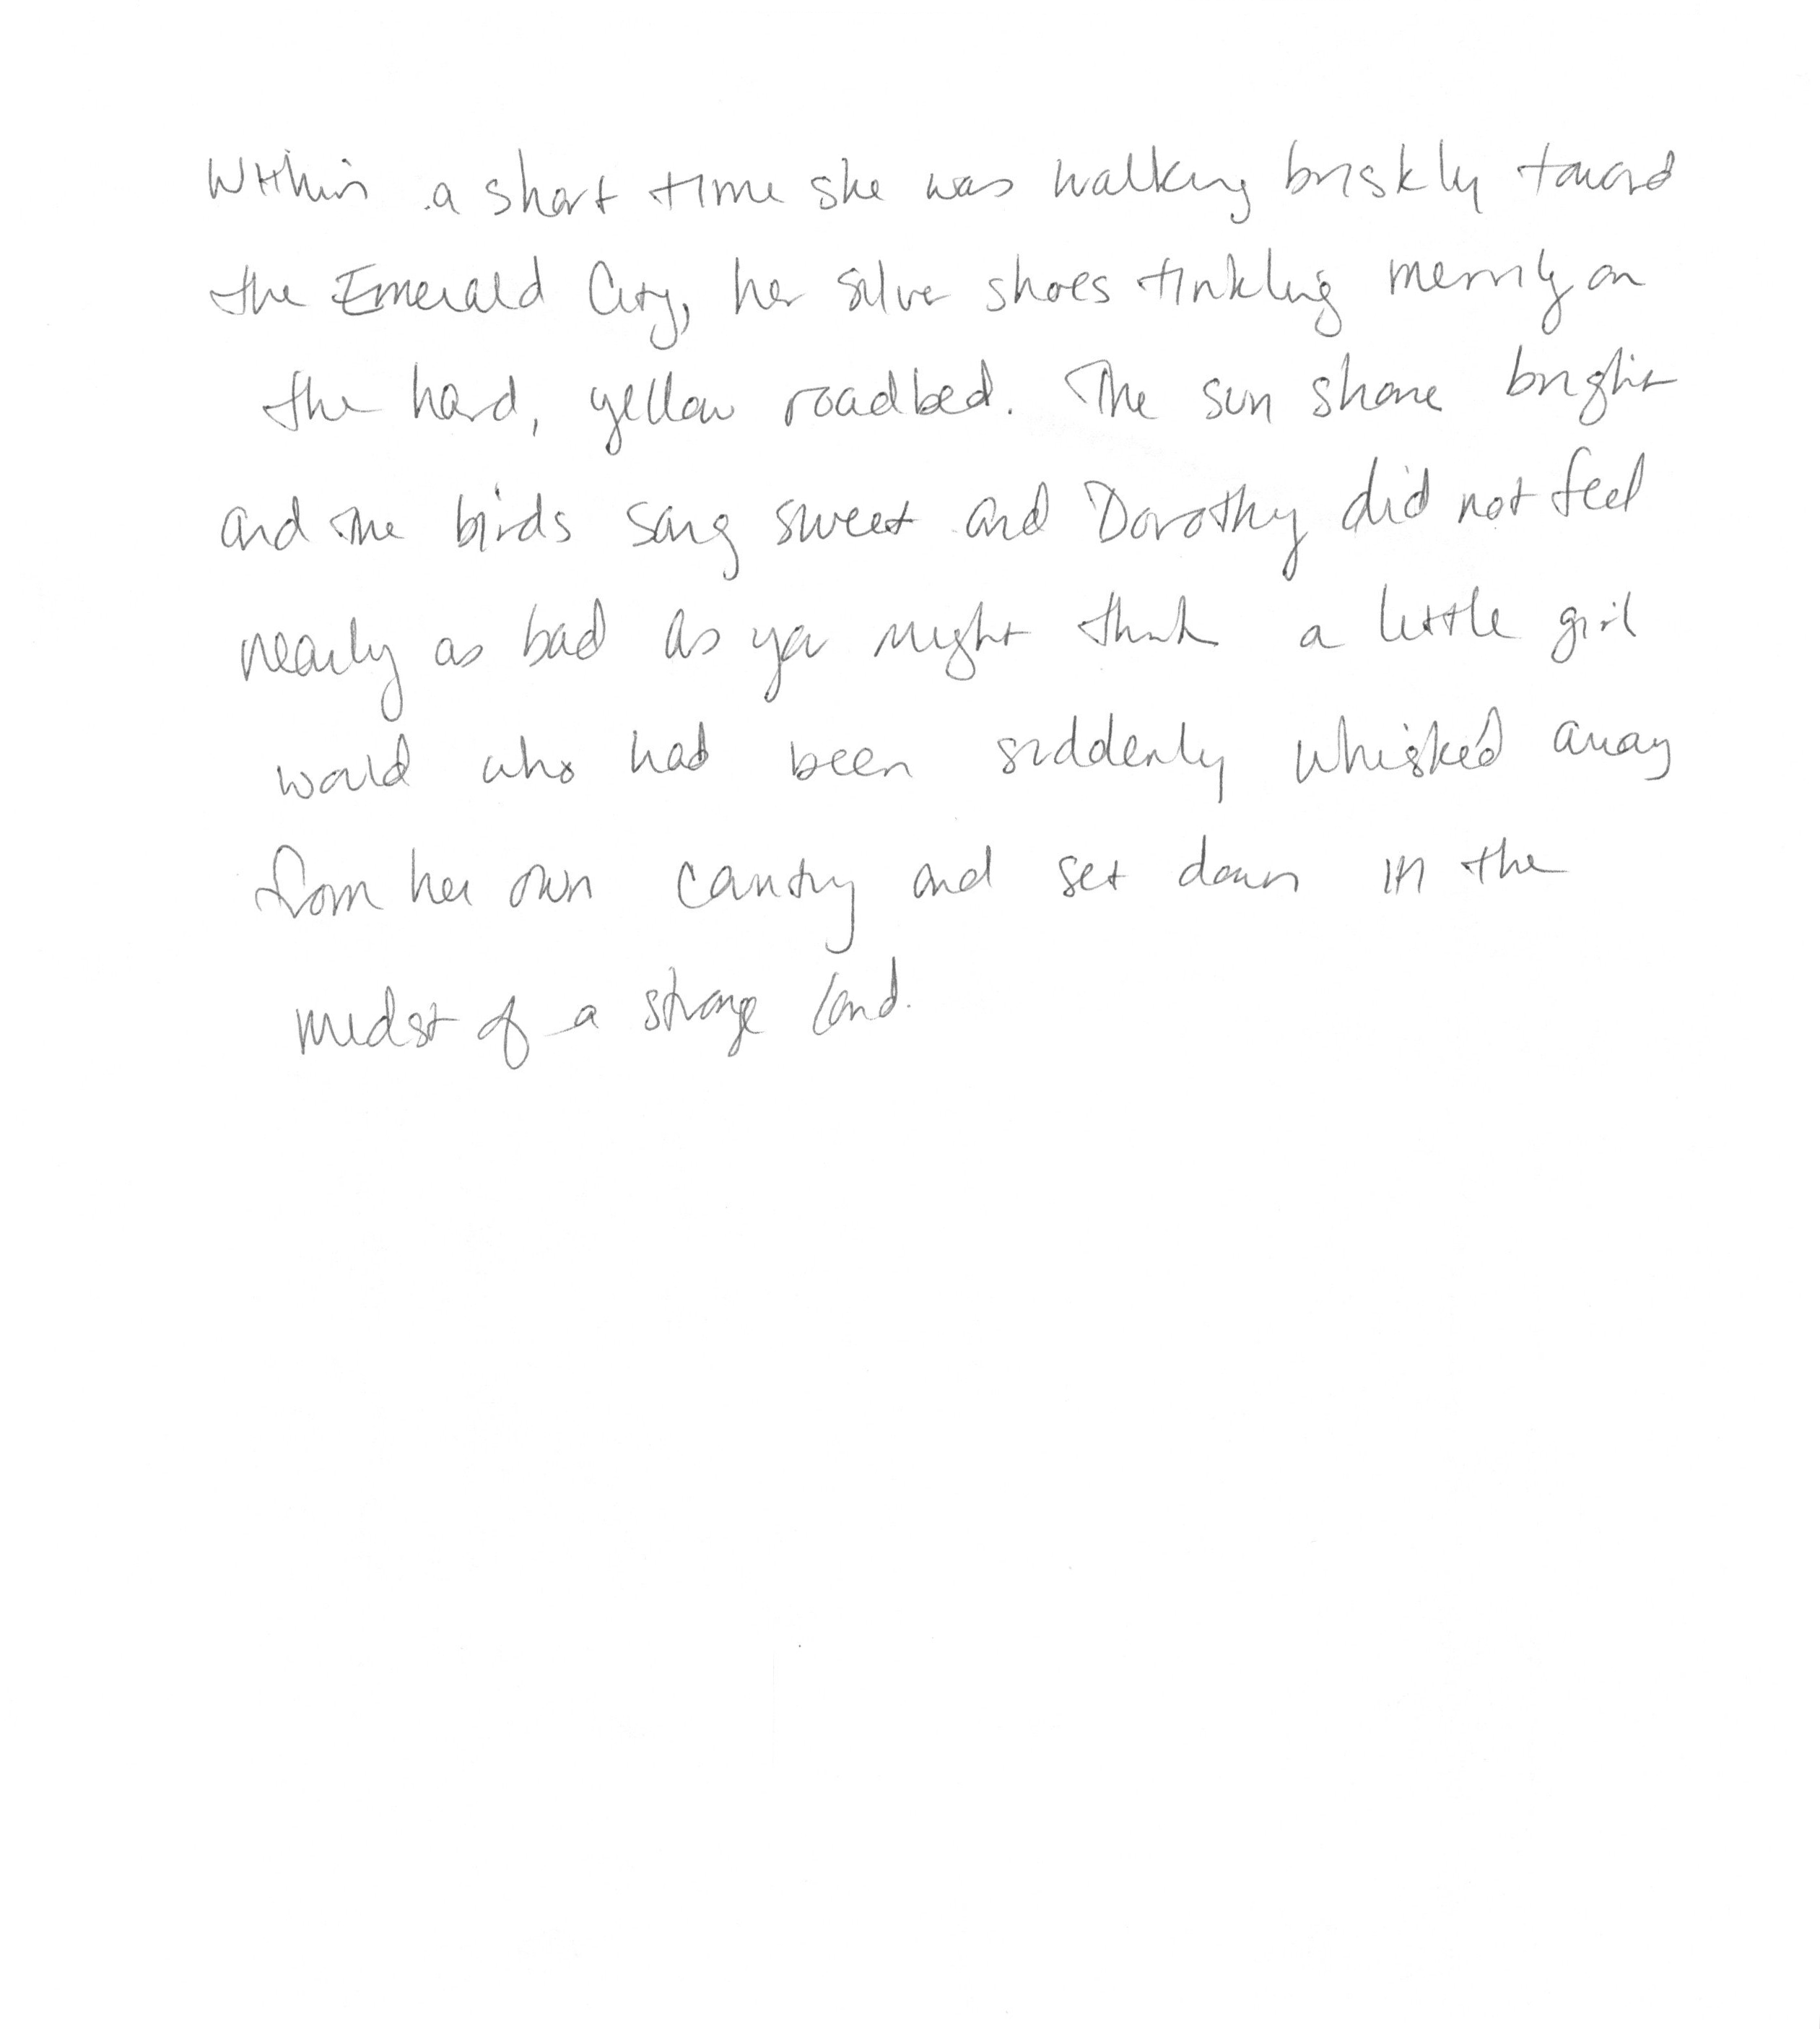 Within a short time she was walking briskly toward
the Emerald City, her silver shoes tinkling merrily on
the hard, yellow roadbed. The sun shone bright
and the birds sang sweet and Dorothy did not feel
nearly as bad as you might think a little girl
would who had been suddenly whisked away
from her own country and set down in the
midst of a strange land.